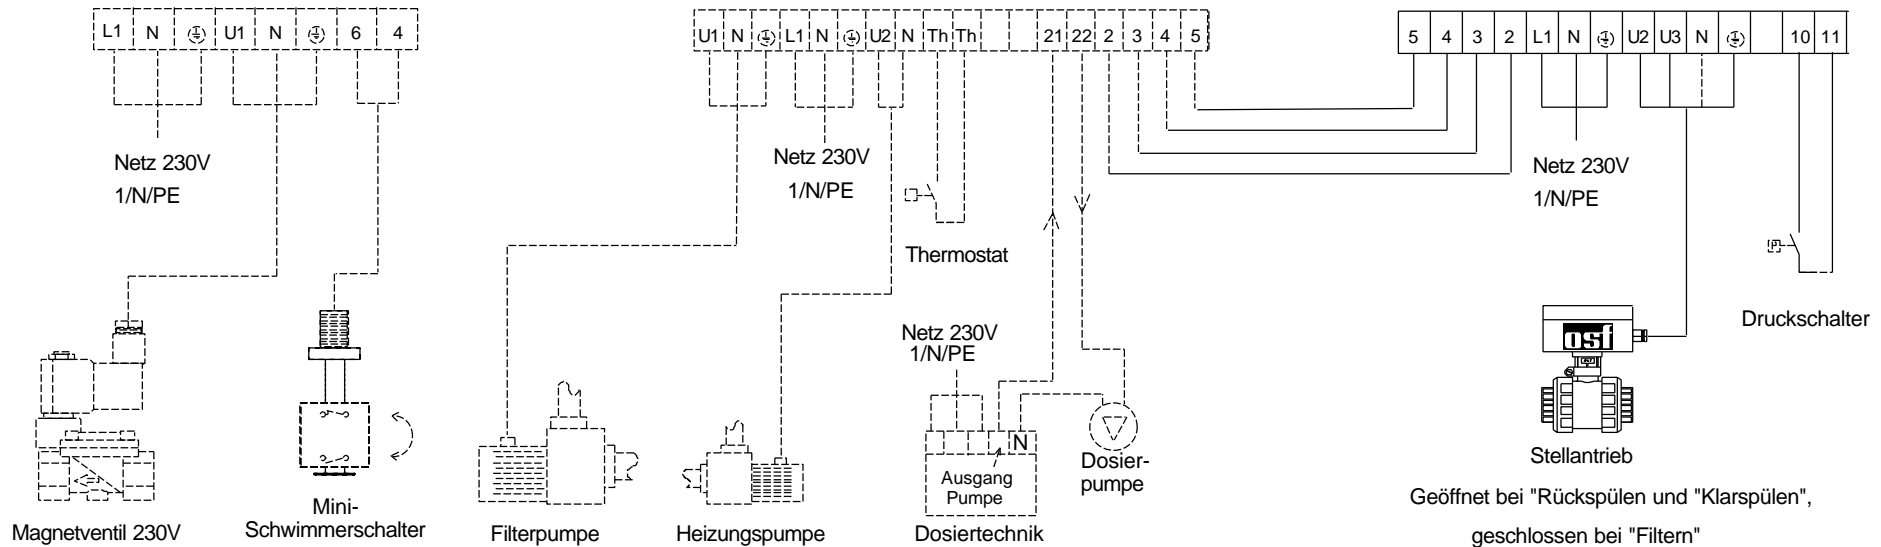 L1 N U1 N 6 4
U1 N L1 N U2 N Th Th 21 22 2 3 4 5
5 4 3 2 L1 N U2 U3 N 10 11
Netz 230V
1/N/PE
Netz 230V
1/N/PE
Netz 230V
1/N/PE
Thermostat
P
Druckschalter
Netz 230V
1/N/PE
osf
N
Ausgang
Pumpe
Dosier-
pumpe
Stellantrieb
Geöffnet bei "Rückspülen und "Klarspülen",
geschlossen bei "Filtern"
Magnetventil 230V
Mini-
Schwimmerschalter
Filterpumpe
Heizungspumpe
Dosiertechnik